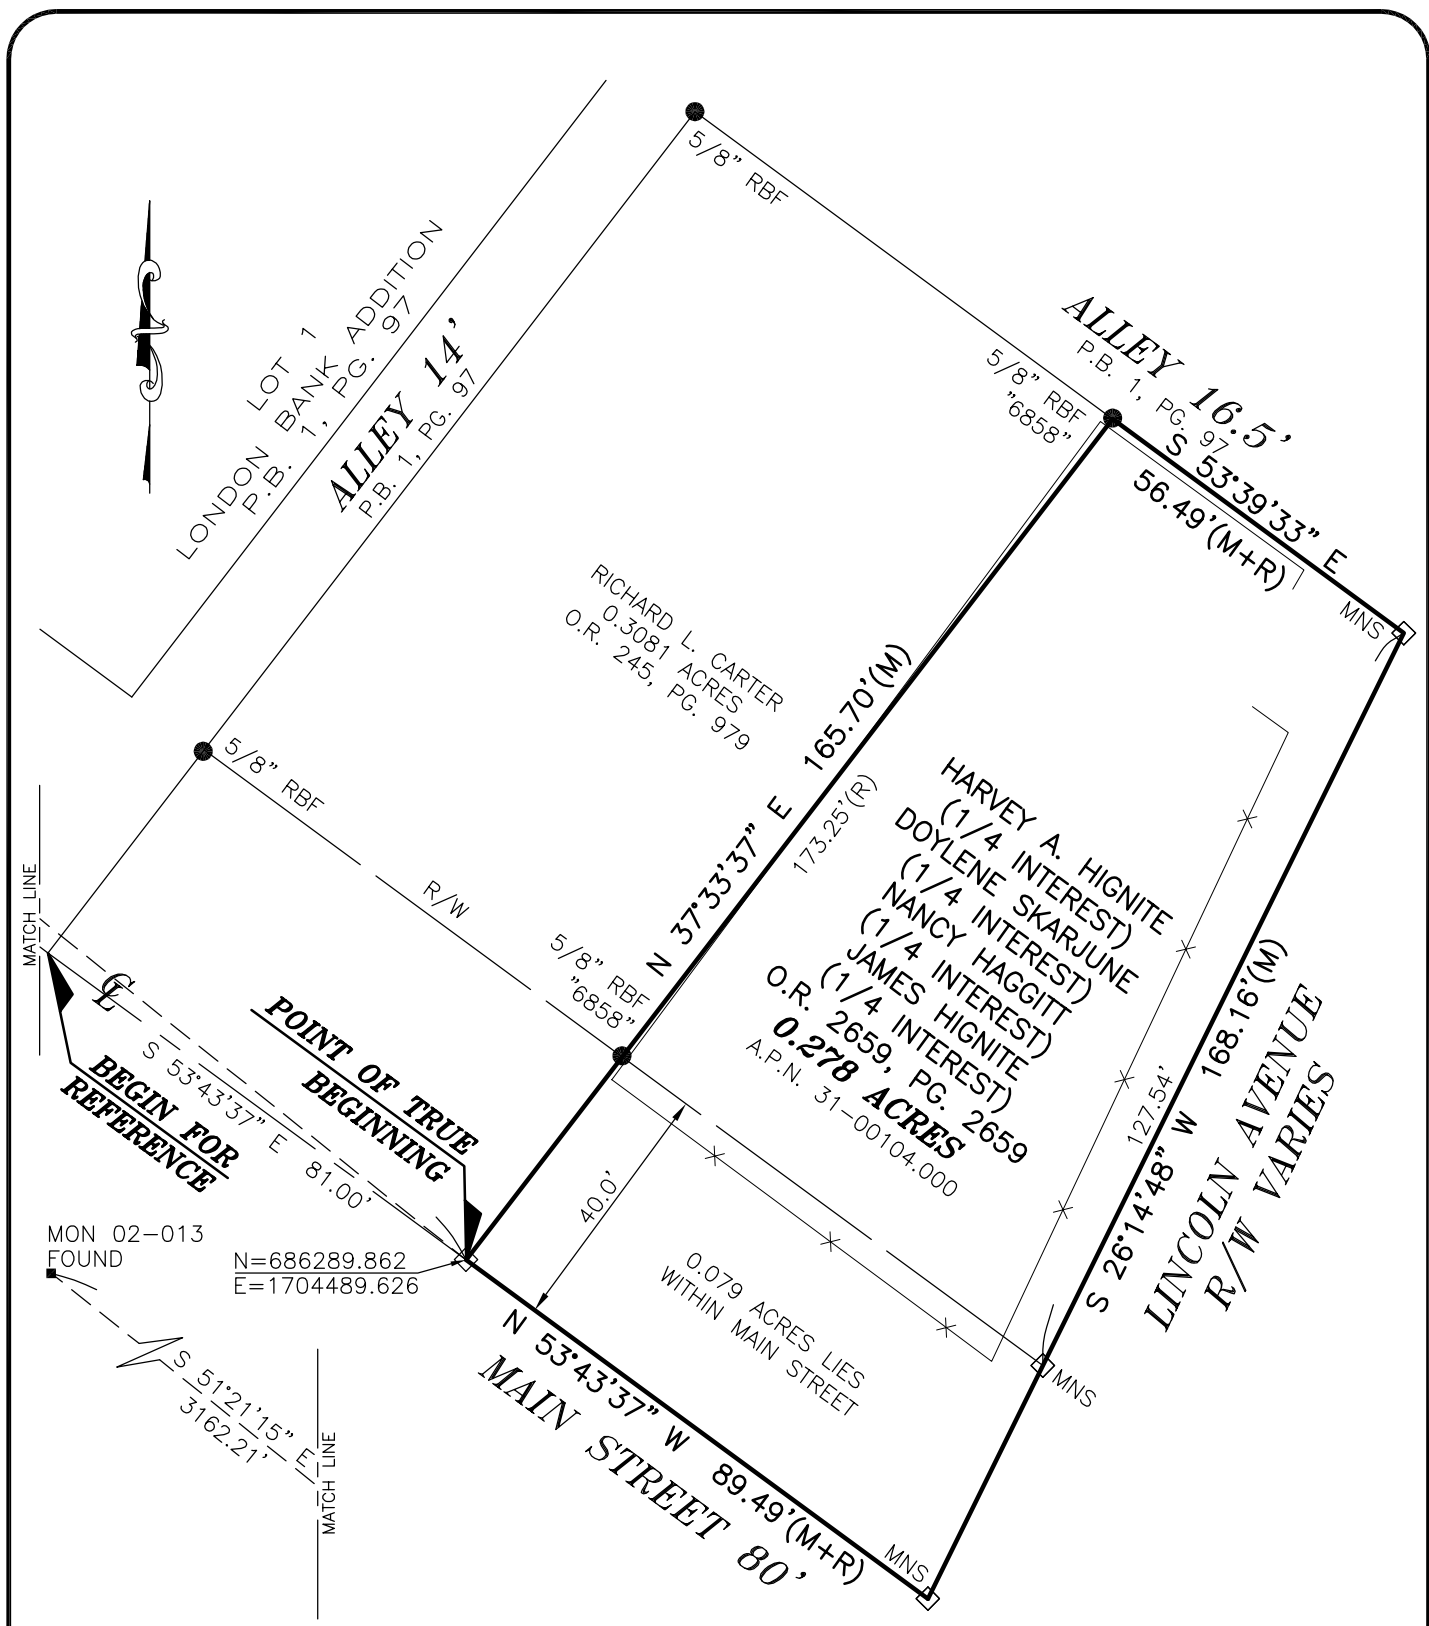 5/8" RBF
LOT 1
LONDON BANK ADDITION
P.B. 1, PG. 97
ALLEY 14'
P.B. 1, PG. 97
ALLEY 16.5'
P.B. 1, PG. 97
5/8" RBF
"6858"
S 53°39'33" E
56.49'(M+R)
MNS
RICHARD L. CARTER
0.3081 ACRES
O.R. 245, PG. 979
N 37°33'37" E 165.70'(M)
173.25'(R)
5/8" RBF
R/W
5/8" RBF
"6858"
HARVEY A. HIGNITE
(1/4 INTEREST)
DOYLENE SKARJUNE
(1/4 INTEREST)
NANCY HAGGITT
(1/4 INTEREST)
JAMES HIGNITE
(1/4 INTEREST)
O.R. 2659, PG. 2659
0.278 ACRES
A.P.N. 31-00104.000
S 26°14'48" W 168.16'(M)
127.54'
LINCOLN AVENUE
R/W VARIES
MATCH LINE
CL
S 53°43'37" E 81.00'
BEGIN FOR
REFERENCE
POINT OF TRUE
BEGINNING
MON 02-013
FOUND
N=686289.862
E=1704489.626
40.0'
0.079 ACRES LIES
WITHIN MAIN STREET
MNS
N 53°43'37" W 89.49'(M+R)
MAIN STREET 80'
S 51°21'15" E
3162.21'
MATCH LINE
MNS